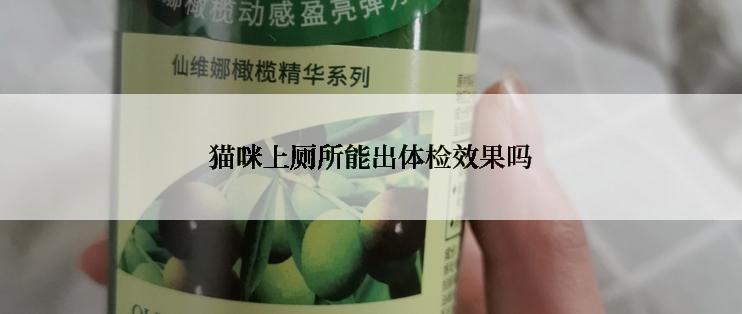 娜橄榄动感盈亮弹
仙维娜橄榄精华系列
猫咪上厕所能出体检效果吗